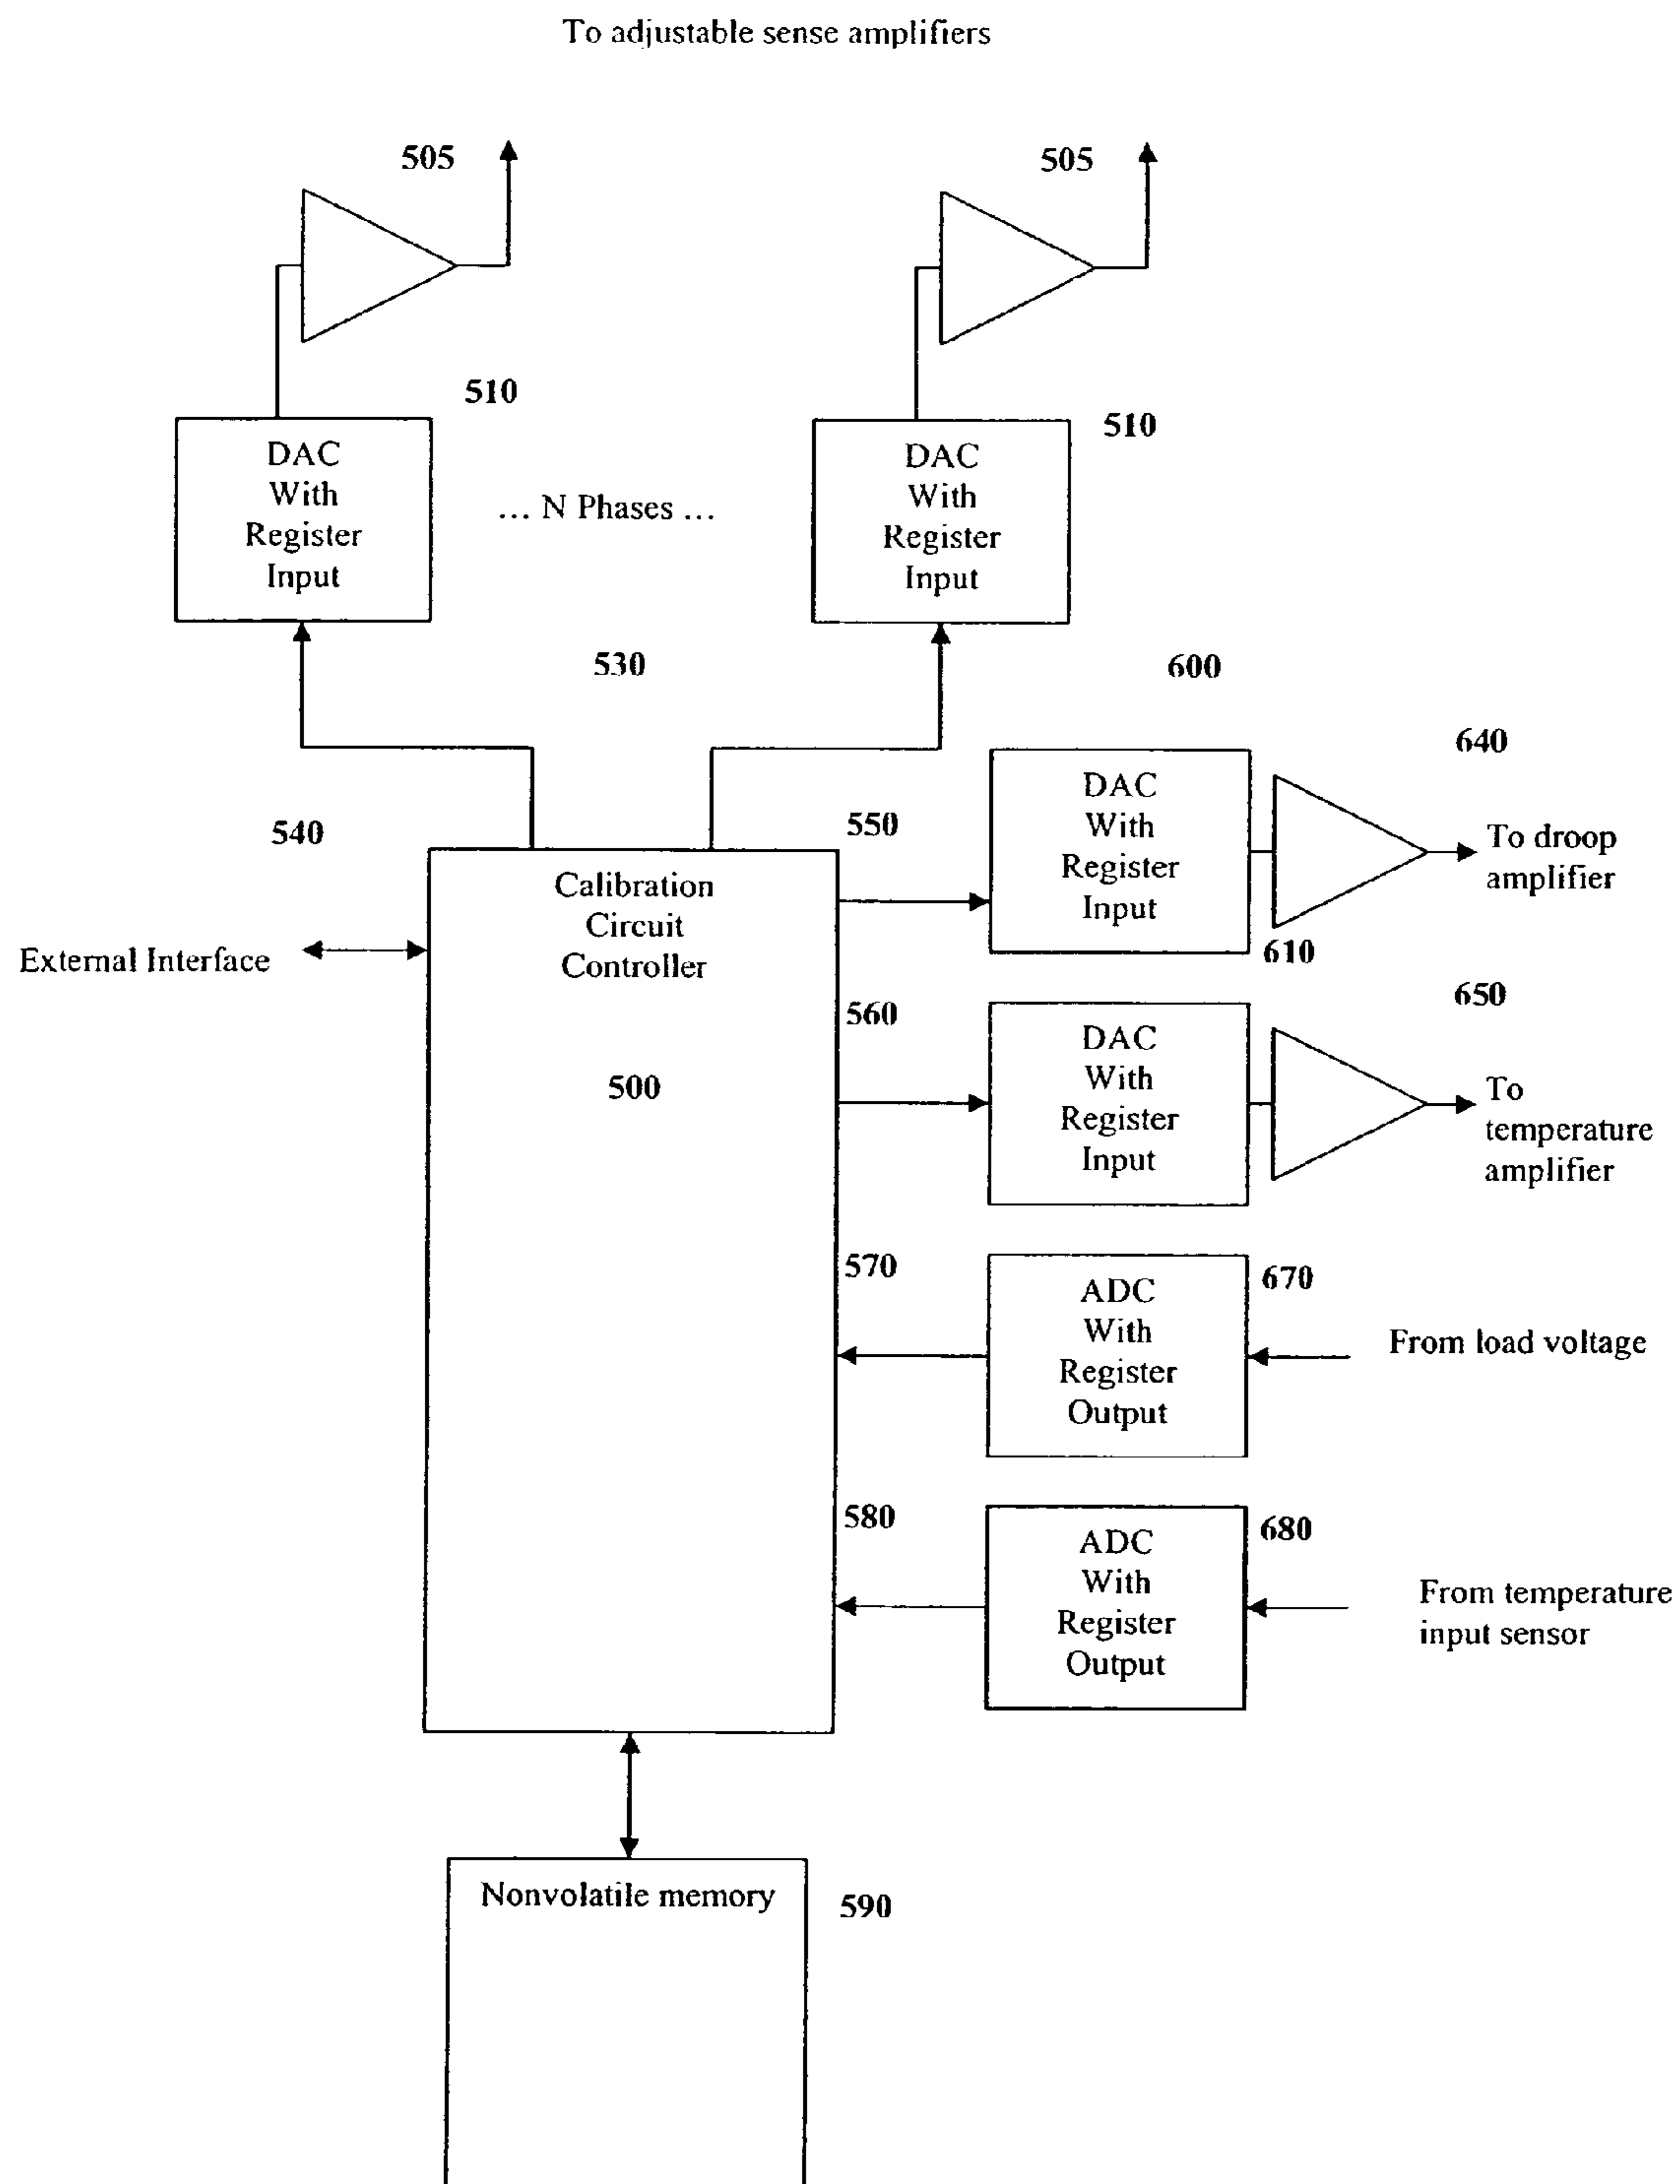 To adjustable sense amplifiers
505
505
510
510
DAC
With
Register
Input
... N Phases ...
DAC
With
Register
Input
530
600
640
540
550
DAC
With
Register
Input
To droop
amplifier
Calibration
Circuit
Controller
External Interface
610
650
560
500
DAC
With
Register
Input
To
temperature
amplifier
570
670
ADC
With
Register
Output
From load voltage
580
680
ADC
With
Register
Output
From temperature
input sensor
Nonvolatile memory
590